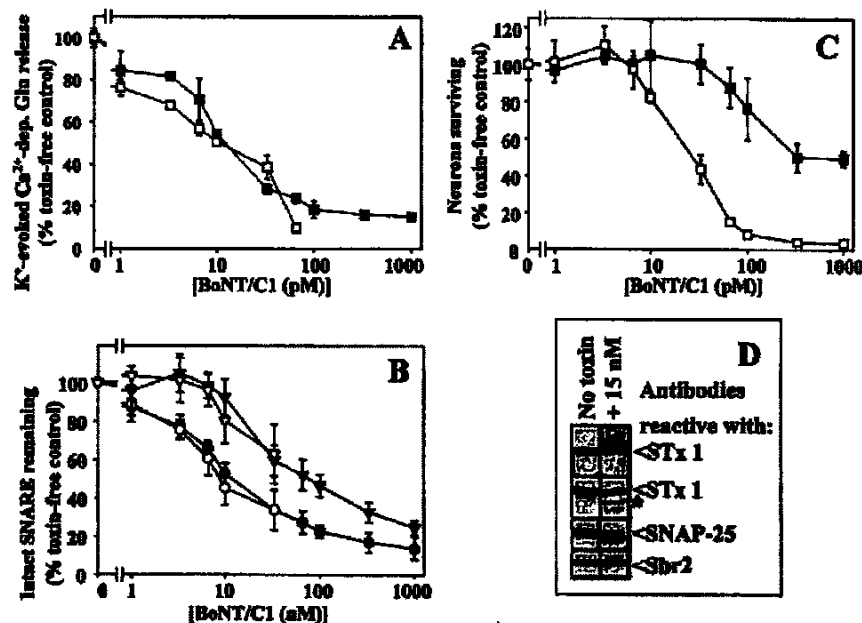 A
K⁺-evoked Ca²⁺-dep. Glu release
(% toxin-free control)
100
80
60
40
20
0
0 1 10 100 1000
[BoNT/C1 (pM)]
C
Neurons surviving
(% toxin-free control)
120
100
80
60
40
20
0
0 1 10 100 1000
[BoNT/C1 (pM)]
B
Intact SNARE remaining
(% toxin-free control)
100
80
60
40
20
0
0 1 10 100 1000
[BoNT/C1 (nM)]
D
No toxin
+ 15 nM
Antibodies
reactive with:
<STx 1
<STx 1
*
<SNAP-25
<Sbr2